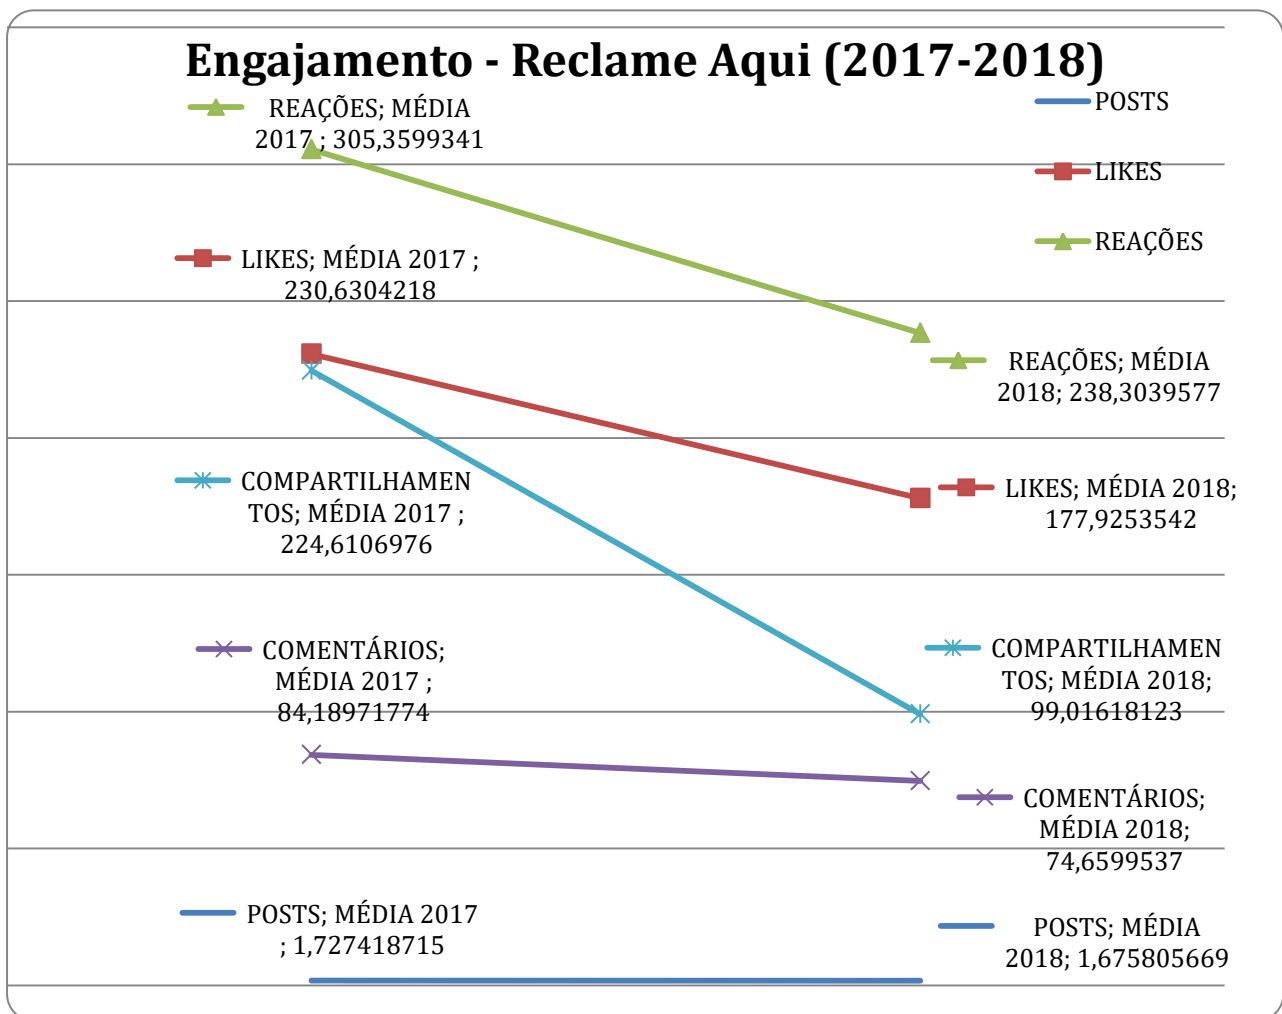 Engajamento - Reclame Aqui (2017-2018)
REAÇÕES; MÉDIA
2017 ; 305,3599341
POSTS
LIKES
REAÇÕES
LIKES; MÉDIA 2017 ;
230,6304218
REAÇÕES; MÉDIA
2018; 238,3039577
COMPARTILHAMEN
TOS; MÉDIA 2017 ;
224,6106976
LIKES; MÉDIA 2018;
177,9253542
COMENTÁRIOS;
MÉDIA 2017 ;
84,18971774
COMPARTILHAMEN
TOS; MÉDIA 2018;
99,01618123
COMENTÁRIOS;
MÉDIA 2018;
74,6599537
POSTS; MÉDIA 2017
; 1,727418715
POSTS; MÉDIA
2018; 1,675805669